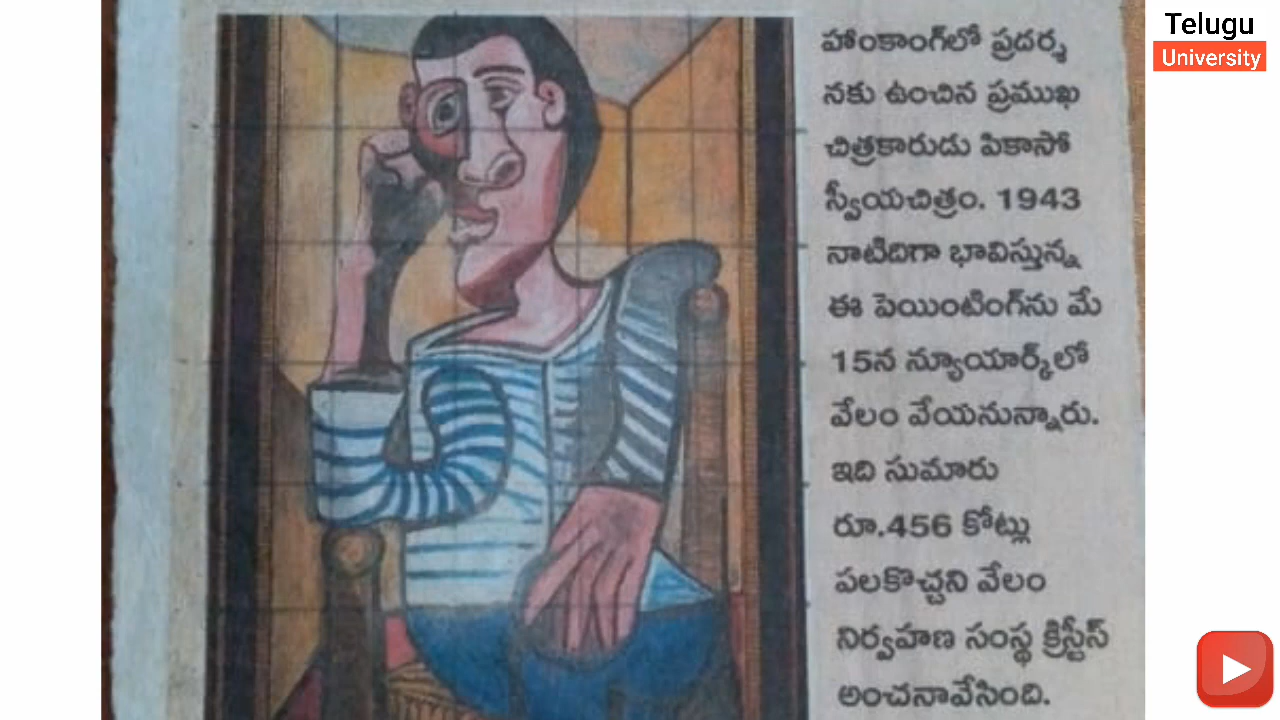 హాంకాంగ్‌లో ప్రదర్శ
నకు ఉంచిన ప్రముఖ
చిత్రకారుడు పికాసో
స్వీయచిత్రం. 1943
నాటిదిగా భావిస్తున్న
ఈ పెయింటింగ్‌ను మే
15న న్యూయార్క్‌లో
వేలం వేయనున్నారు.
ఇది సుమారు
రూ.456 కోట్లు
పలకొచ్చని వేలం
నిర్వహణ సంస్థ క్రిస్టీస్
అంచనావేసింది.
Telugu
University